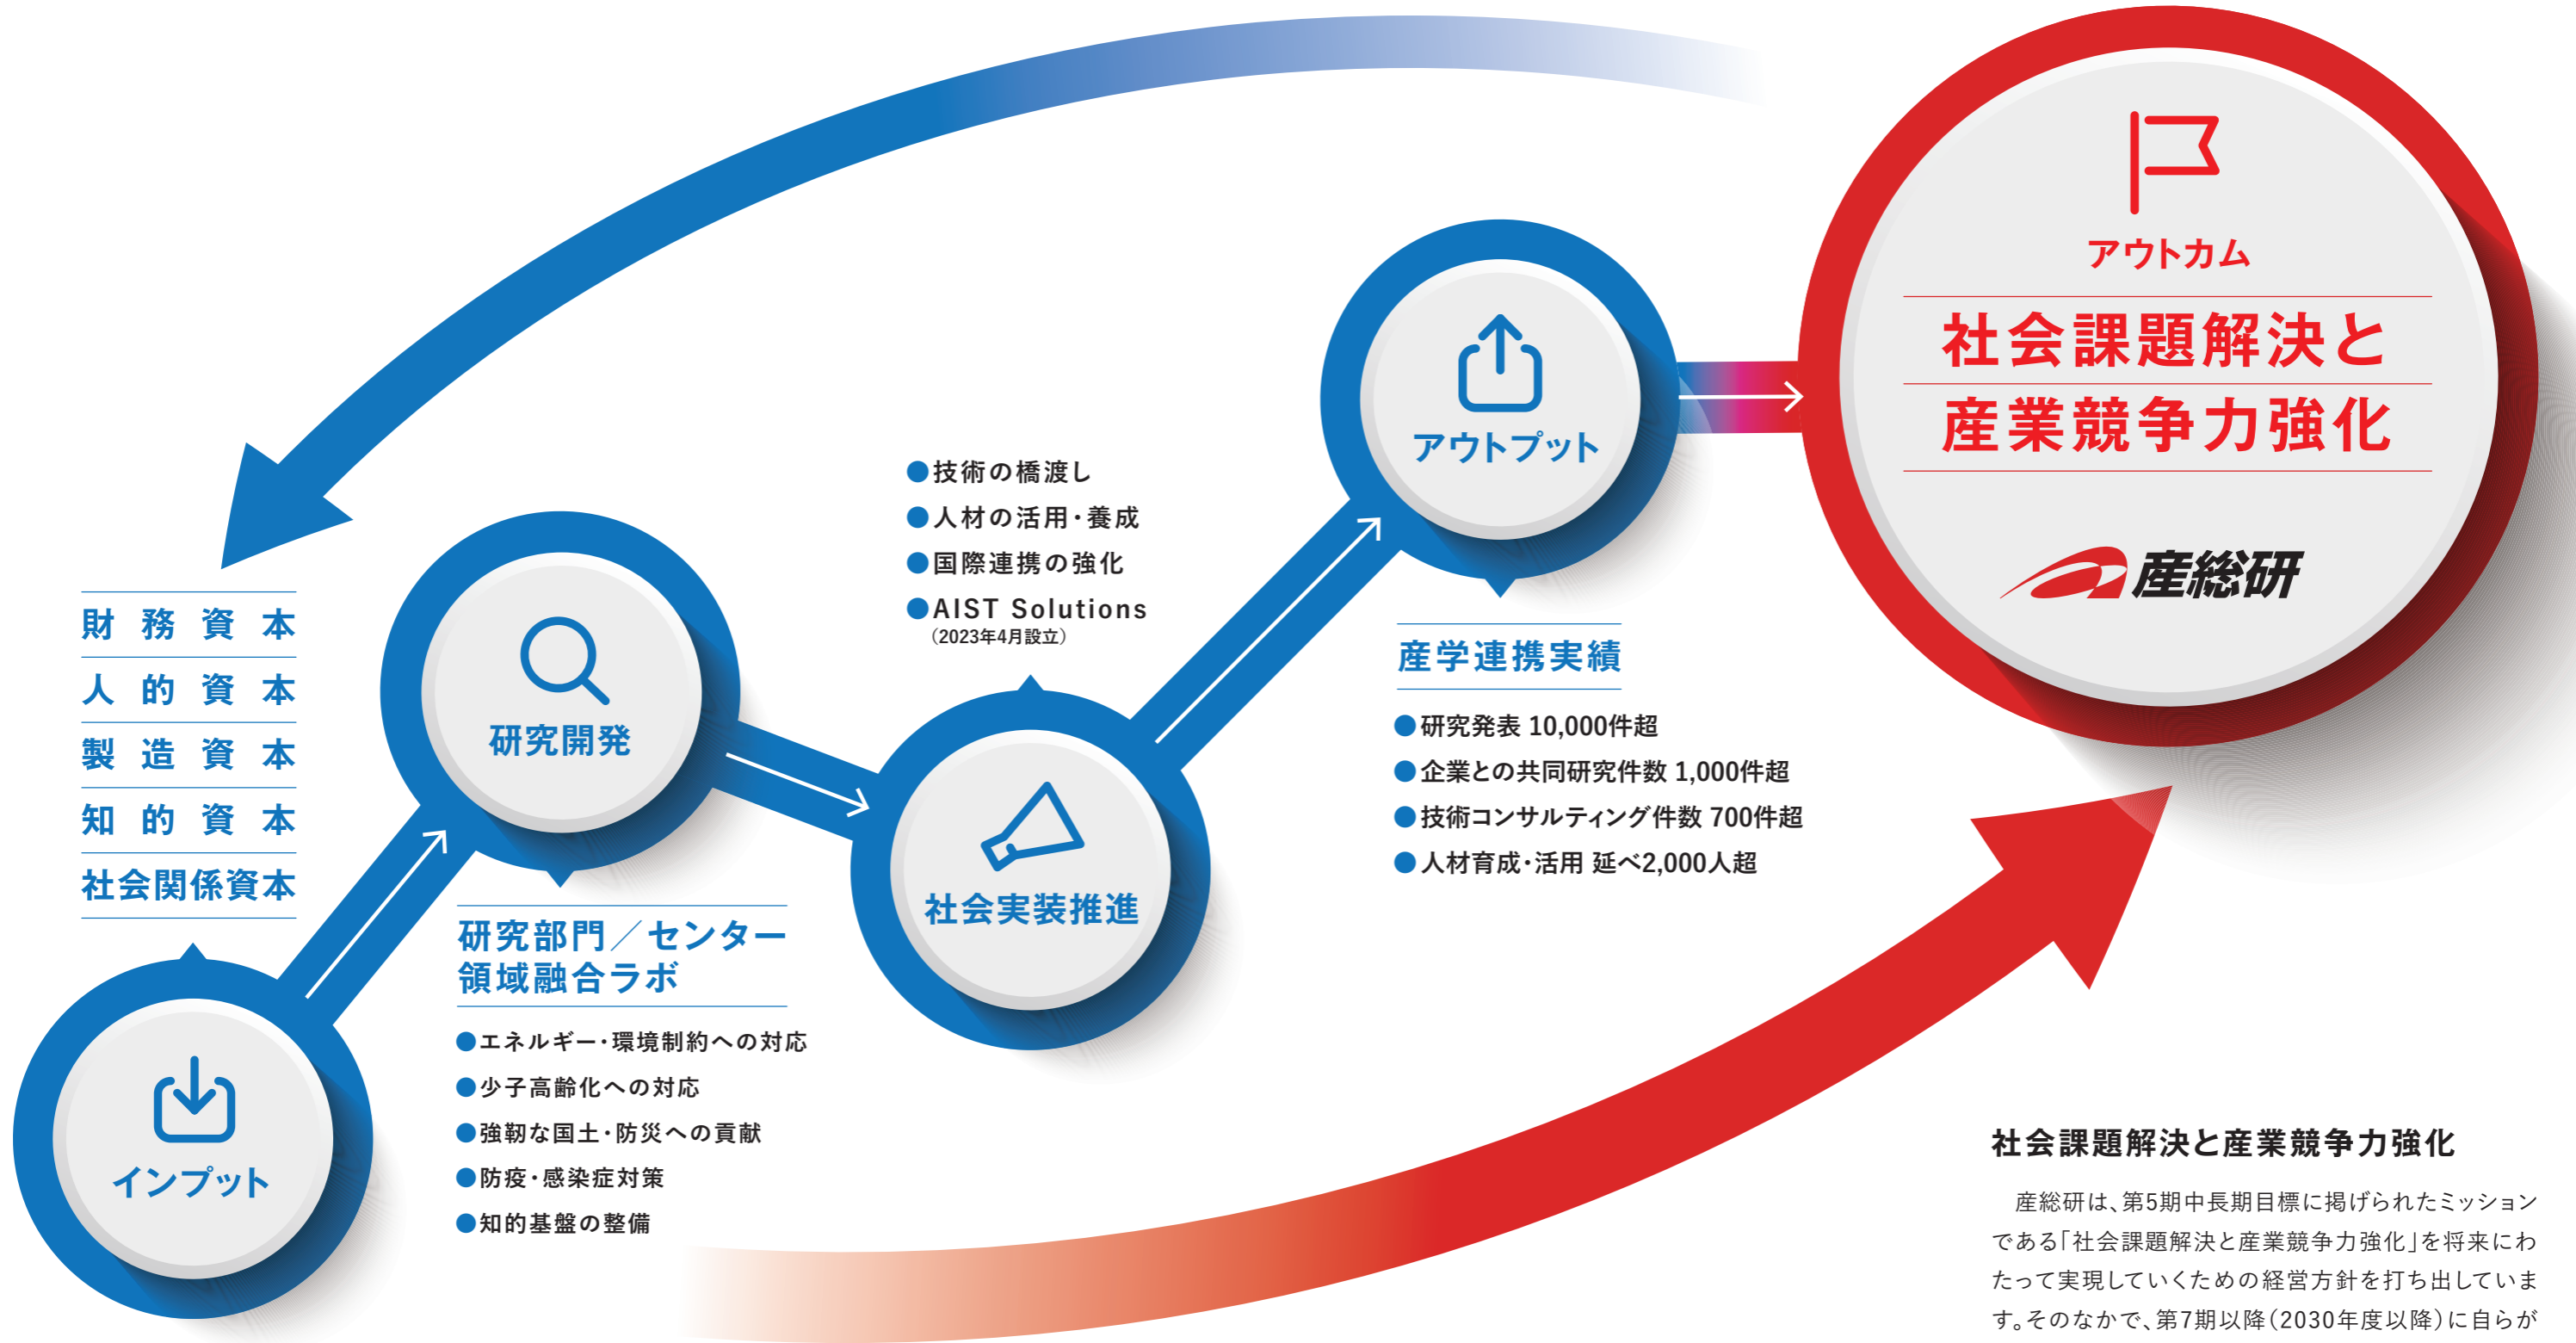 財務資本
人的資本
製造資本
知的資本
社会関係資本
インプット
研究開発
研究部門／センター
領域融合ラボ
●エネルギー・環境制約への対応
●少子高齢化への対応
●強靭な国土・防災への貢献
●防疫・感染症対策
●知的基盤の整備
●技術の橋渡し
●人材の活用・養成
●国際連携の強化
●AIST Solutions
（2023年4月設立）
社会実装推進
アウトプット
産学連携実績
●研究発表 10,000件超
●企業との共同研究件数 1,000件超
●技術コンサルティング件数 700件超
●人材育成・活用 延べ2,000人超
アウトカム
社会課題解決と
産業競争力強化
産総研
社会課題解決と産業競争力強化
産総研は、第5期中長期目標に掲げられたミッション
である「社会課題解決と産業競争力強化」を将来にわ
たって実現していくための経営方針を打ち出していま
す。そのなかで、第7期以降（2030年度以降）に自らが